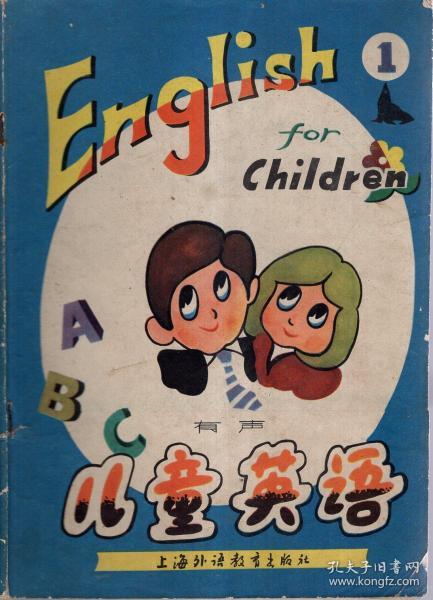 English
1
for
Children
A
B
C
有声
儿童英语
上海外语教育出版社
孔夫子旧书网
www.kongfz.com